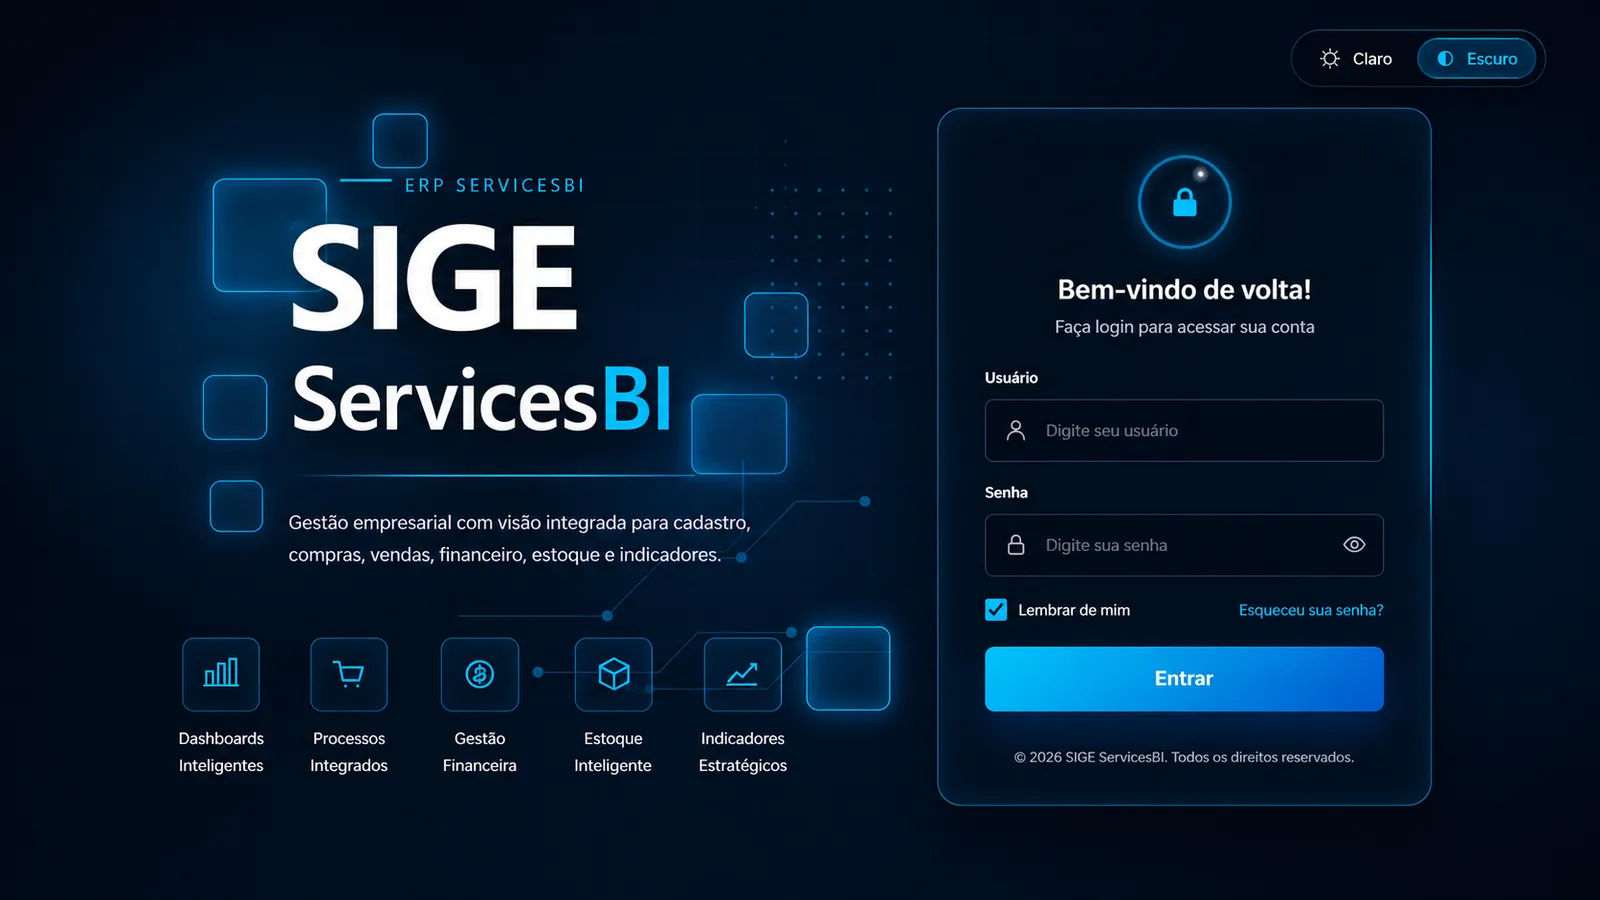 Claro
Escuro
ERP SERVICESBI
SIGE
ServicesBI
Gestão empresarial com visão integrada para cadastro,
compras, vendas, financeiro, estoque e indicadores.
Dashboards
Inteligentes
Processos
Integrados
Gestão
Financeira
Estoque
Inteligente
Indicadores
Estratégicos
Bem-vindo de volta!
Faça login para acessar sua conta
Usuário
Digite seu usuário
Senha
Digite sua senha
Lembrar de mim
Esqueceu sua senha?
Entrar
© 2026 SIGE ServicesBI. Todos os direitos reservados.